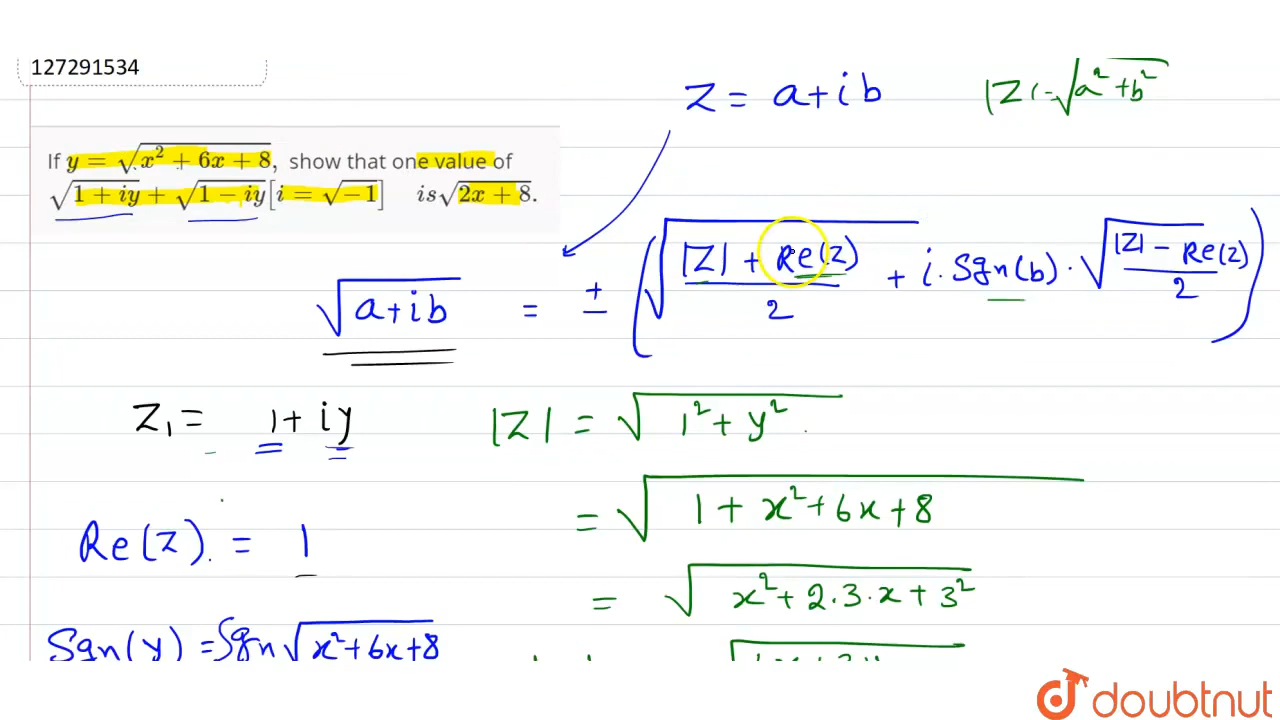 127291534
z = a+ib |z| = √a²+b²
If y = √x² + 6x + 8, show that one value of
√1 + iy + √1 − iy[i = √−1] is√2x + 8.
√a+ib = ± (√|z| + Re(z)/2 + i. Sgn(b) . √|z| − Re(z)/2)
z₁ = 1+ iy |z| = √1² + y²
= √1 + x² + 6x + 8
Re(z) = 1
= √x² + 2.3.x + 3²
Sgn(y) = Sgn √x² + 6x + 8
doubtnut